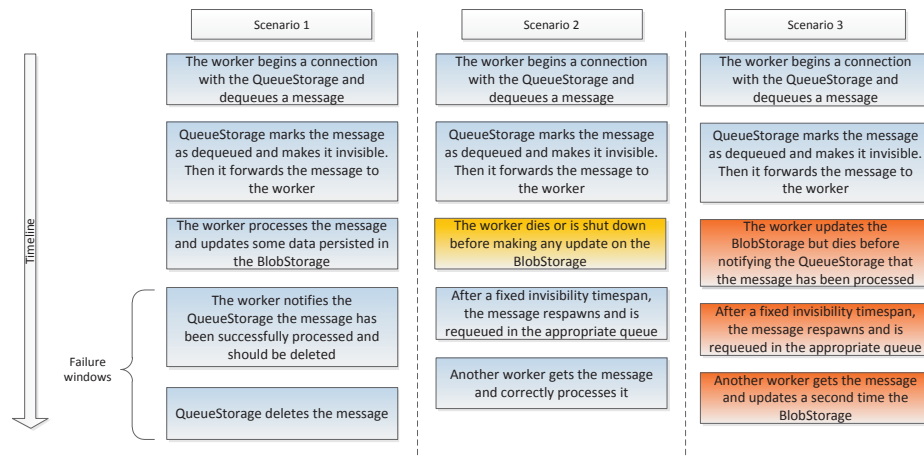 Scenario 1
Scenario 2
Scenario 3
Timeline
Failure
windows
The worker begins a connection
with the QueueStorage and
dequeues a message
QueueStorage marks the message
as dequeued and makes it invisible.
Then it forwards the message to
the worker
The worker processes the message
and updates some data persisted in
the BlobStorage
The worker notifies the
QueueStorage the message has
been successfully processed and
should be deleted
QueueStorage deletes the message
The worker begins a connection
with the QueueStorage and
dequeues a message
QueueStorage marks the message
as dequeued and makes it invisible.
Then it forwards the message to
the worker
The worker dies or is shut down
before making any update on the
BlobStorage
After a fixed invisibility timespan,
the message respawns and is
requeued in the appropriate queue
Another worker gets the message
and correctly processes it
The worker begins a connection
with the QueueStorage and
dequeues a message
QueueStorage marks the message
as dequeued and makes it invisible.
Then it forwards the message to
the worker
The worker updates the
BlobStorage but dies before
notifying the QueueStorage that
the message has been processed
After a fixed invisibility timespan,
the message respawns and is
requeued in the appropriate queue
Another worker gets the message
and updates a second time the
BlobStorage